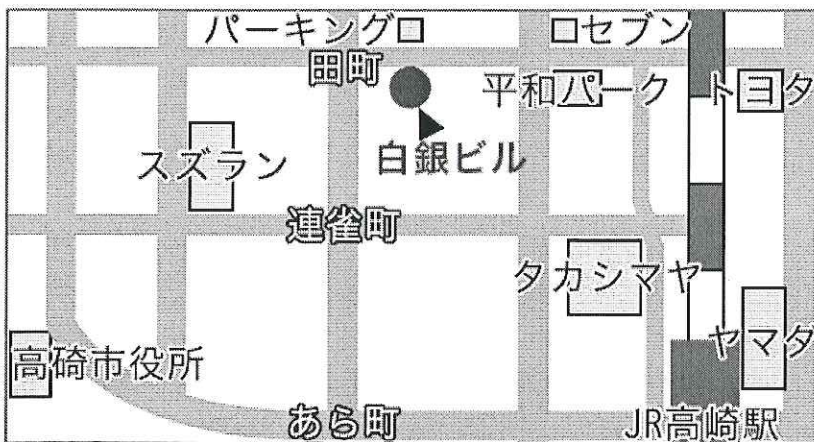 パーキング
セブン
田町
平和パーク
トヨタ
スズラン
白銀ビル
連雀町
タカシマヤ
ヤマダ
高碕市役所
あら町
JR高崎駅